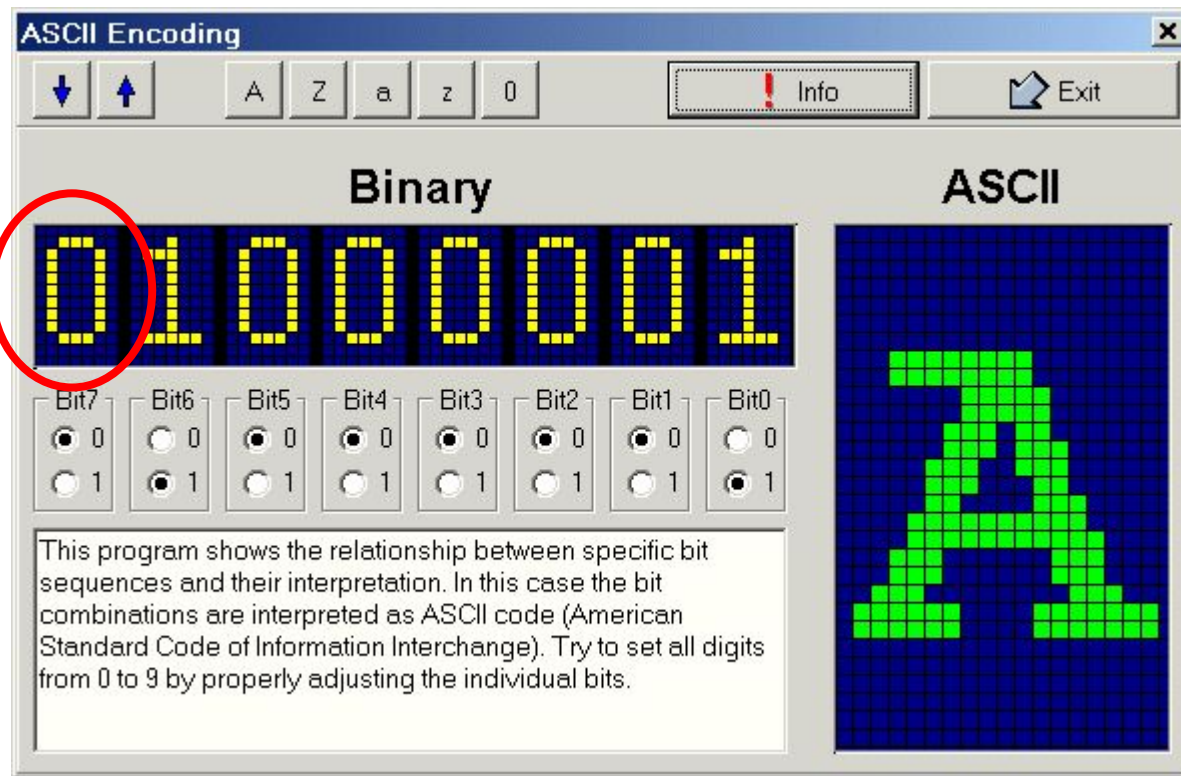 ASCII Encoding
A Z a z 0 Info Exit
Binary ASCII
01000001
Bit7 Bit6 Bit5 Bit4 Bit3 Bit2 Bit1 Bit0
0 0 0 0 0 0 0 0
1 1 1 1 1 1 1 1
A
This program shows the relationship between specific bit
sequences and their interpretation. In this case the bit
combinations are interpreted as ASCII code (American
Standard Code of Information Interchange). Try to set all digits
from 0 to 9 by properly adjusting the individual bits.